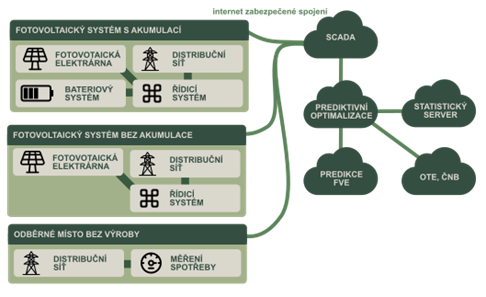 internet zabezpečené spojení
FOTOVOLTAICKÝ SYSTÉM S AKUMULACÍ
FOTOVOTAICKÁ
ELEKTRÁRNA
DISTRIBUČNÍ
SÍŤ
BATERIOVÝ
SYSTÉM
ŘÍDICÍ
SYSTÉM
FOTOVOLTAICKÝ SYSTÉM BEZ AKUMULACE
FOTOVOTAICKÁ
ELEKTRÁRNA
DISTRIBUČNÍ
SÍŤ
ŘÍDICÍ
SYSTÉM
ODBĚRNÉ MÍSTO BEZ VÝROBY
DISTRIBUČNÍ
SÍŤ
MĚŘENÍ
SPOTŘEBY
SCADA
PREDIKTIVNÍ
OPTIMALIZACE
STATISTICKÝ
SERVER
PREDIKCE
FVE
OTE, ČNB